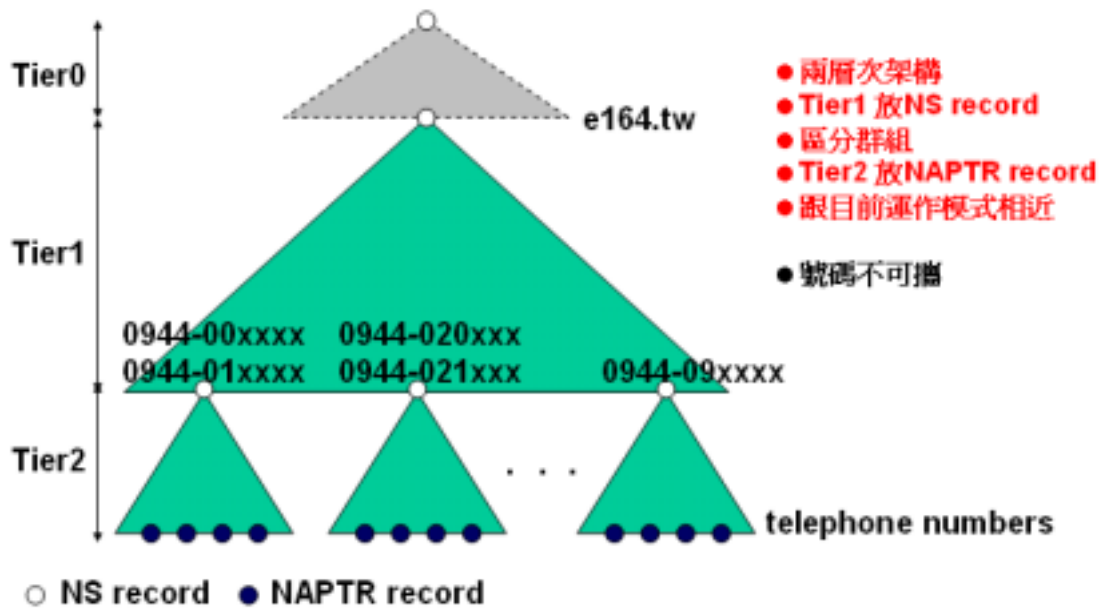 Tier0
e164.tw
Tier1
0944-00xxxx
0944-01xxxx
0944-020xxx
0944-021xxx
0944-09xxxx
Tier2
. . .
telephone numbers
NS record
NAPTR record
兩層次架構
Tier1 放NS record
區分群組
Tier2 放NAPTR record
跟目前運作模式相近
號碼不可攜